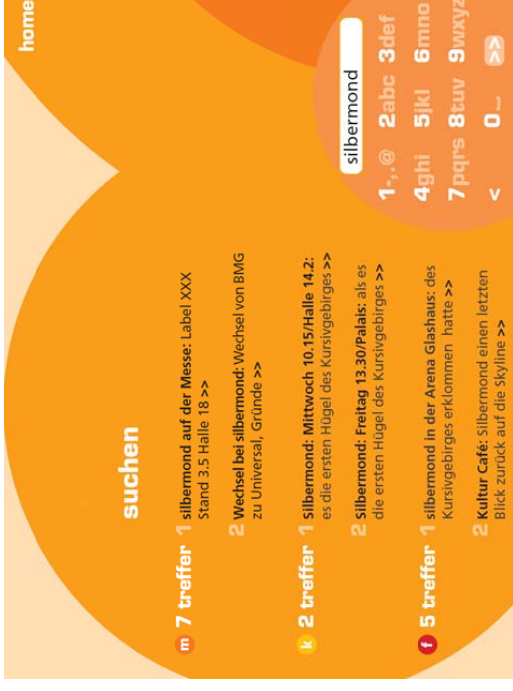 home
suchen
m 7 treffer 1 silbermond auf der Messe: Label XXX
Stand 3.5 Halle 18 >>
2 Wechsel bei silbermond: Wechsel von BMG
zu Universal, Gründe >>
k 2 treffer 1 Silbermond: Mittwoch 10.15/Halle 14.2:
es die ersten Hügel des Kursivgebirges >>
2 Silbermond: Freitag 13.30/Palais: als es
die ersten Hügel des Kursivgebirges >>
f 5 treffer 1 silbermond in der Arena Glashaus: des
Kursivgebirges erklommen hatte >>
2 Kultur Café: Silbermond einen letzten
Blick zurück auf die Skyline >>
silbermond
1-,.@ 2abc 3def
4ghi 5jkl 6mno
7pqrs 8tuv 9wxyz
< 0_ >>